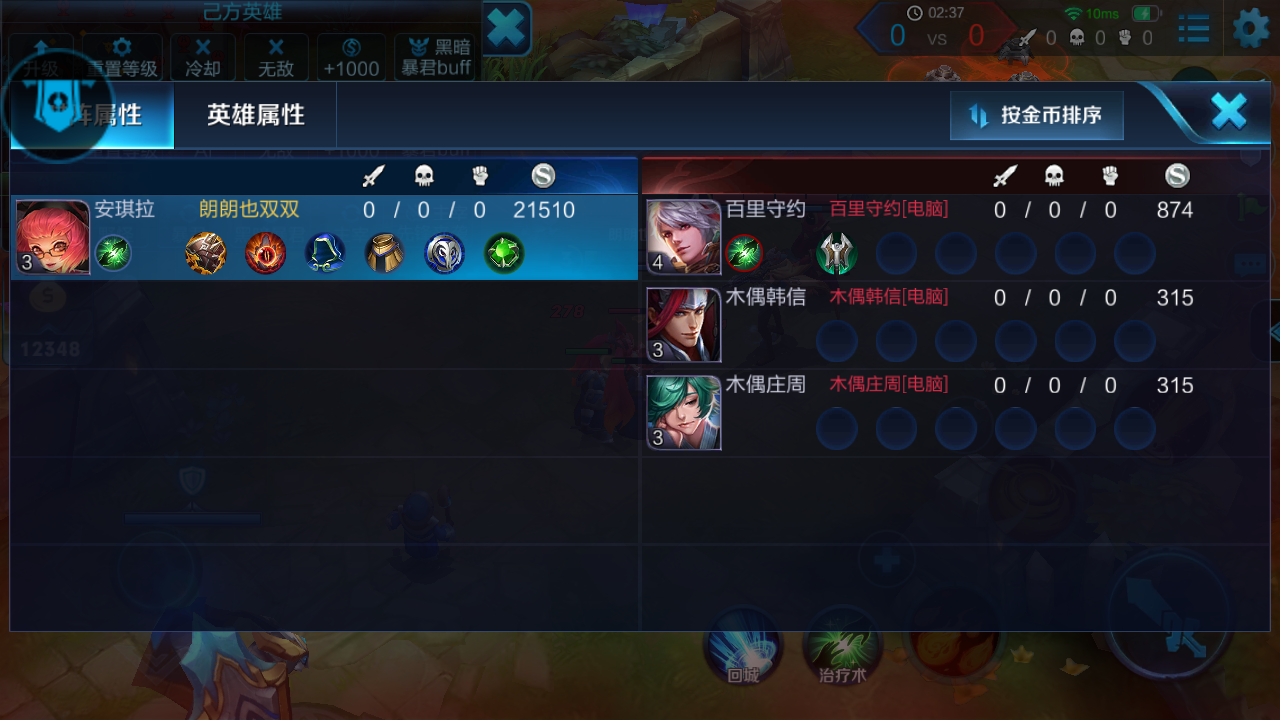 己方英雄
02:37
10ms
0 VS 0
0 0 0
升级 重置等级 冷却 无敌 +1000 黑暗
暴君buff
阵属性 英雄属性 按金币排序
安琪拉 朗朗也双双 0 / 0 / 0 21510
3
百里守约 百里守约[电脑] 0 / 0 / 0 874
4
木偶韩信 木偶韩信[电脑] 0 / 0 / 0 315
3
木偶庄周 木偶庄周[电脑] 0 / 0 / 0 315
3
12348
278
回城 治疗术